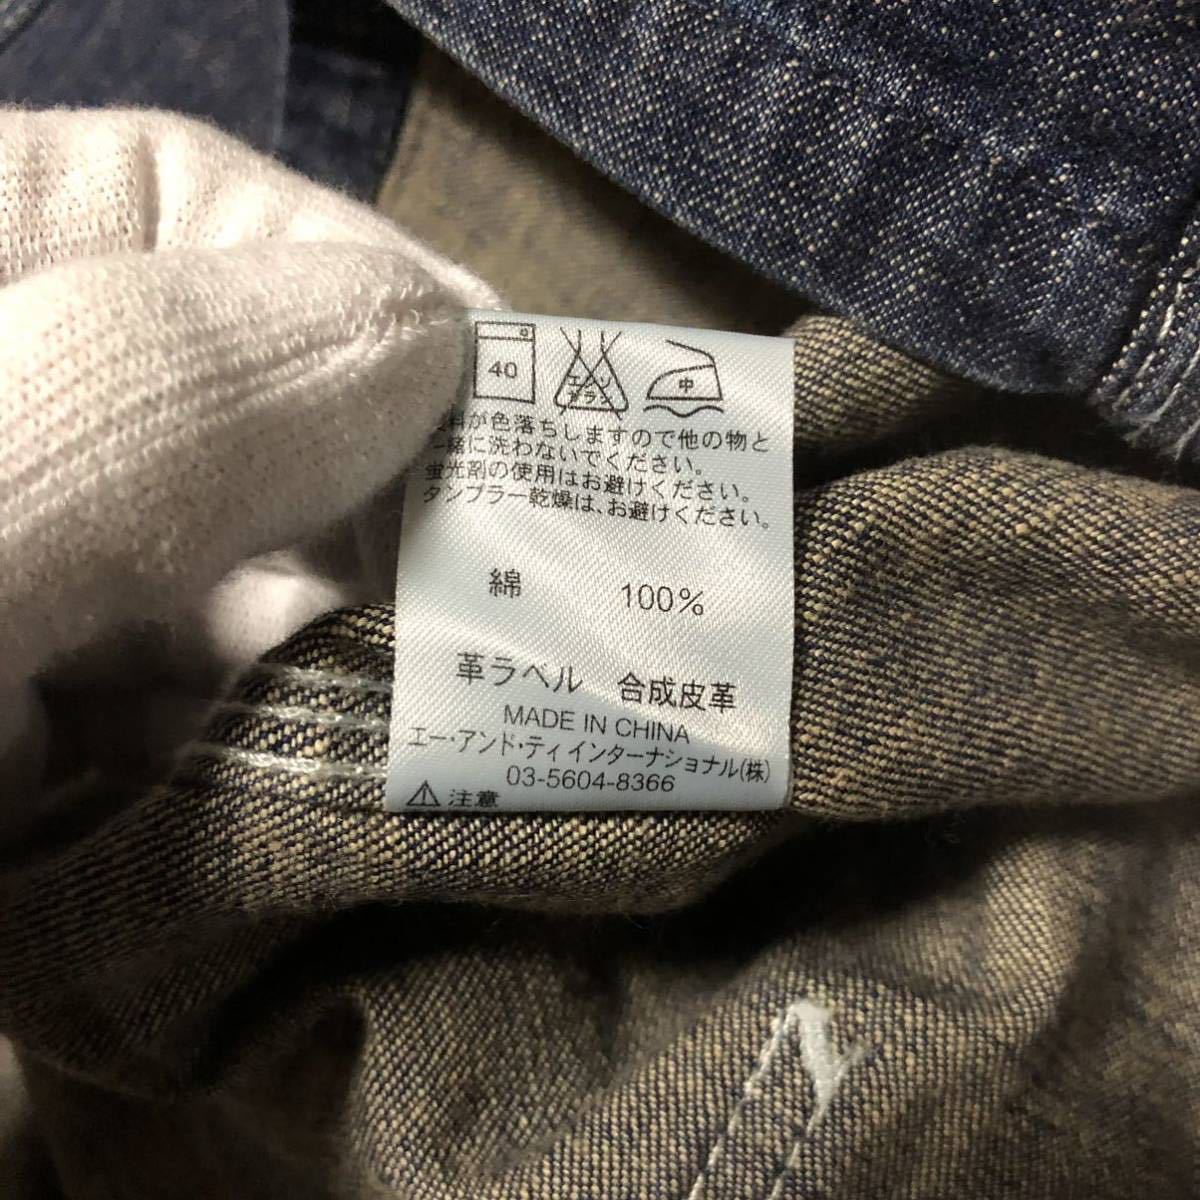 40
エンソ
サラン
中
料が色落ちしますので他の物と
一緒に洗わないでください。
蛍光剤の使用はお避けください。
タンブラー乾燥は、お避けください。
綿 100%
革ラベル 合成皮革
MADE IN CHINA
エー・アンド・ティインターナショナル(株)
03-5604-8366
注意